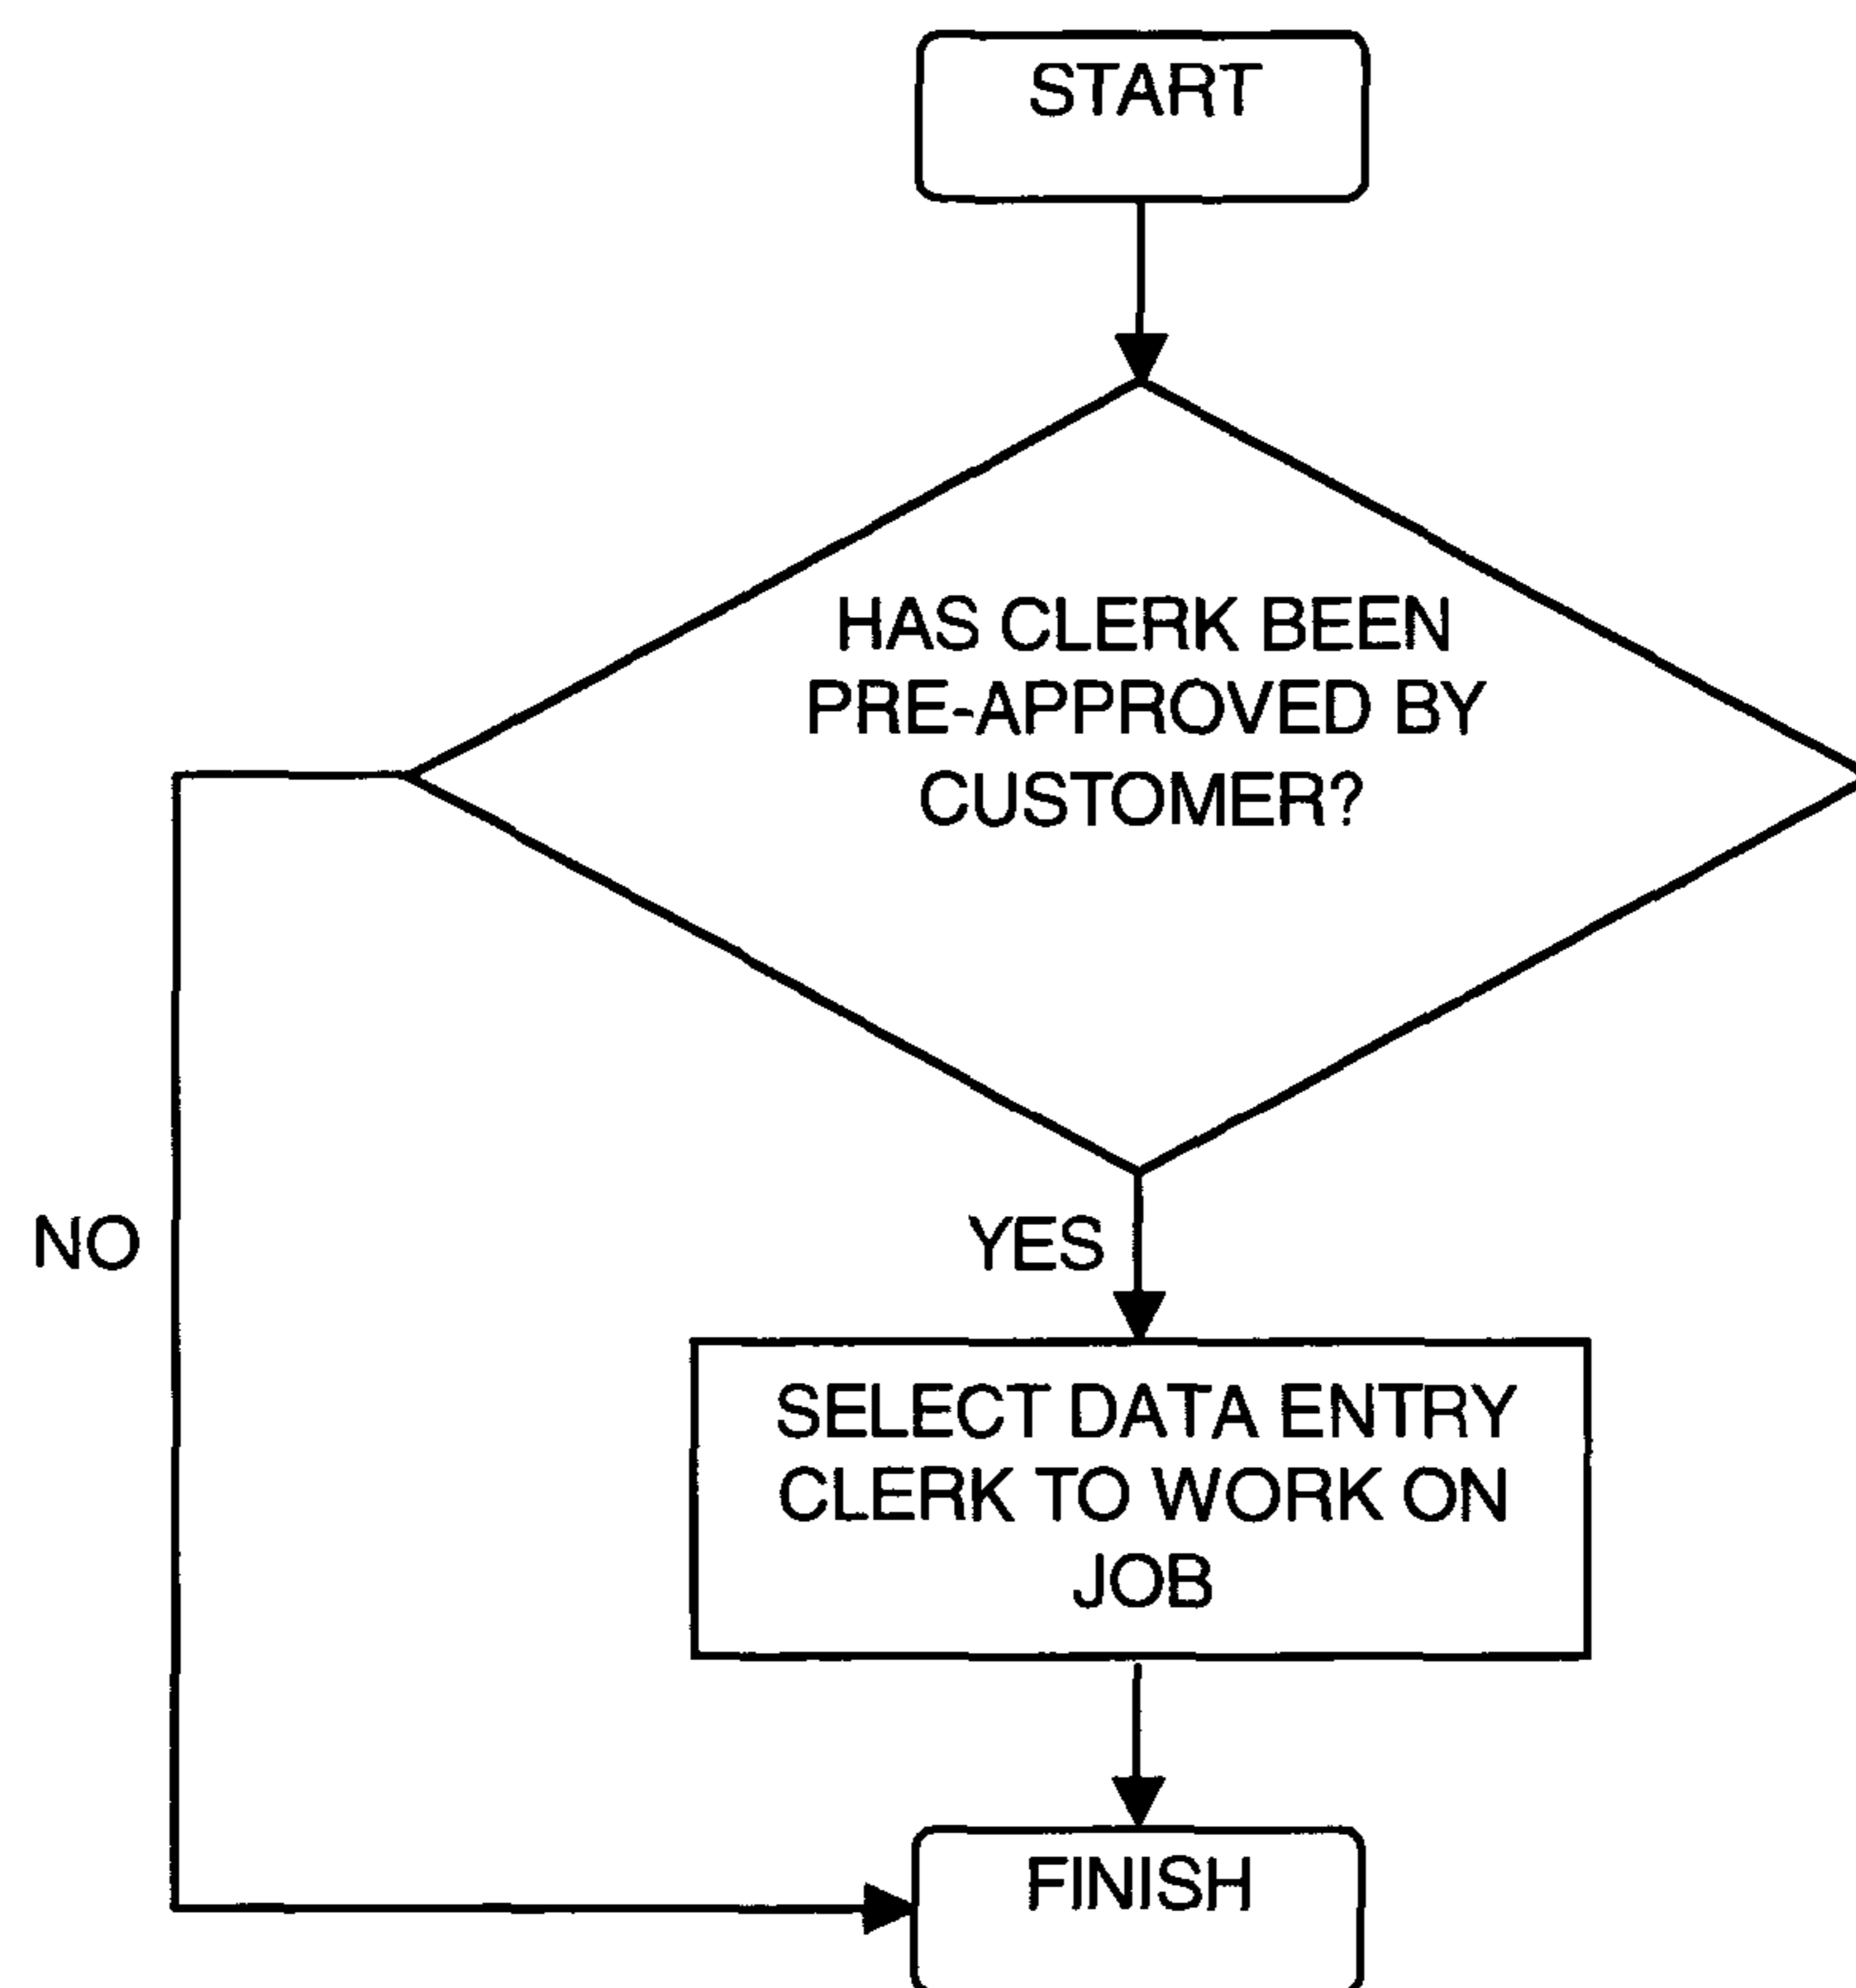 START
HAS CLERK BEEN
PRE-APPROVED BY
CUSTOMER?
NO
YES
SELECT DATA ENTRY
CLERK TO WORK ON
JOB
FINISH